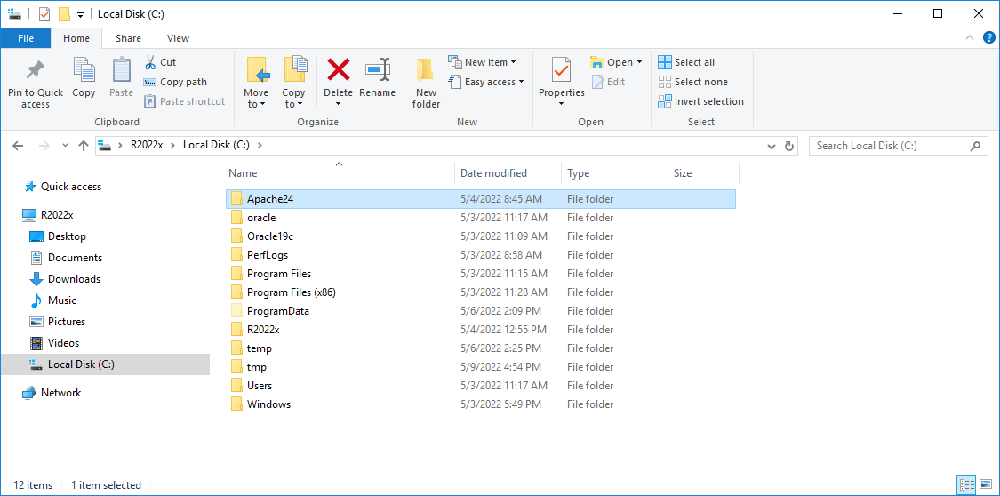 Local Disk (C:)
File Home Share View
Pin to Quick access
Copy
Paste
Cut
Copy path
Paste shortcut
Clipboard
Move to
Copy to
Delete
Rename
Organize
New folder
New item
Easy access
New
Properties
Open
Edit
Open
Select all
Select none
Invert selection
Select
R2022x > Local Disk (C:) >
Search Local Disk (C:)
Quick access
R2022x
Desktop
Documents
Downloads
Music
Pictures
Videos
Local Disk (C:)
Network
Name Date modified Type Size
Apache24 5/4/2022 8:45 AM File folder
oracle 5/3/2022 11:17 AM File folder
Oracle19c 5/3/2022 11:09 AM File folder
PerfLogs 5/3/2022 8:58 AM File folder
Program Files 5/3/2022 11:15 AM File folder
Program Files (x86) 5/3/2022 11:28 AM File folder
ProgramData 5/6/2022 2:09 PM File folder
R2022x 5/4/2022 12:55 PM File folder
temp 5/6/2022 2:25 PM File folder
tmp 5/9/2022 4:54 PM File folder
Users 5/3/2022 11:17 AM File folder
Windows 5/3/2022 5:49 PM File folder
12 items 1 item selected